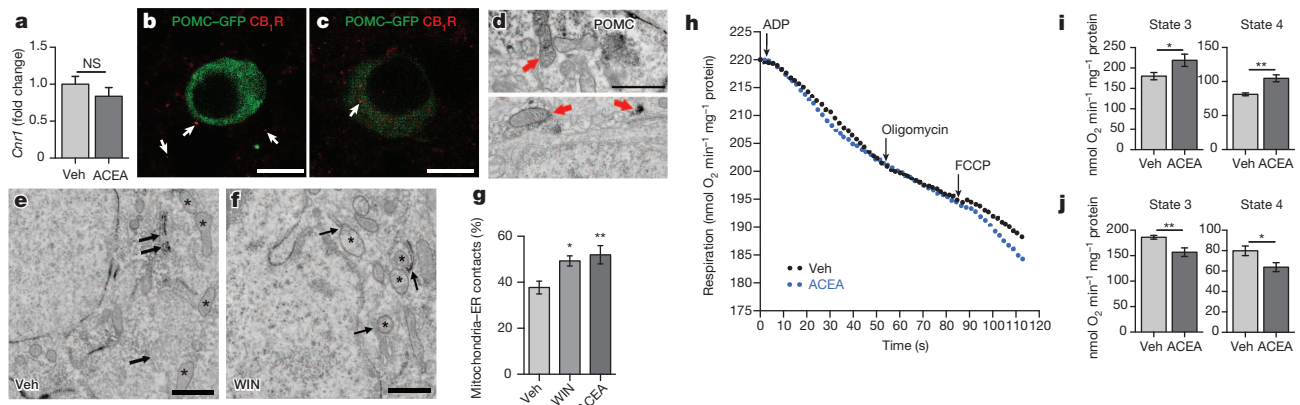 a
Cnr1 (fold change)
1.5
1.0
0.5
0
NS
Veh ACEA
b
POMC–GFP CB1R
c
POMC–GFP CB1R
d
POMC
e
Veh
f
WIN
g
Mitochondria–ER contacts (%)
60
40
20
0
*
**
Veh
WIN
ACEA
h
Respiration (nmol O2 min−1 mg−1 protein)
225
220
215
210
205
200
195
190
185
180
175
ADP
Oligomycin
FCCP
Veh
ACEA
0 10 20 30 40 50 60 70 80 90 100 110 120
Time (s)
i
nmol O2 min−1 mg−1 protein
State 3
250
200
150
100
50
0
*
Veh ACEA
State 4
150
100
50
0
**
Veh ACEA
j
nmol O2 min−1 mg−1 protein
State 3
200
150
100
50
0
**
Veh ACEA
State 4
100
80
60
40
20
0
*
Veh ACEA